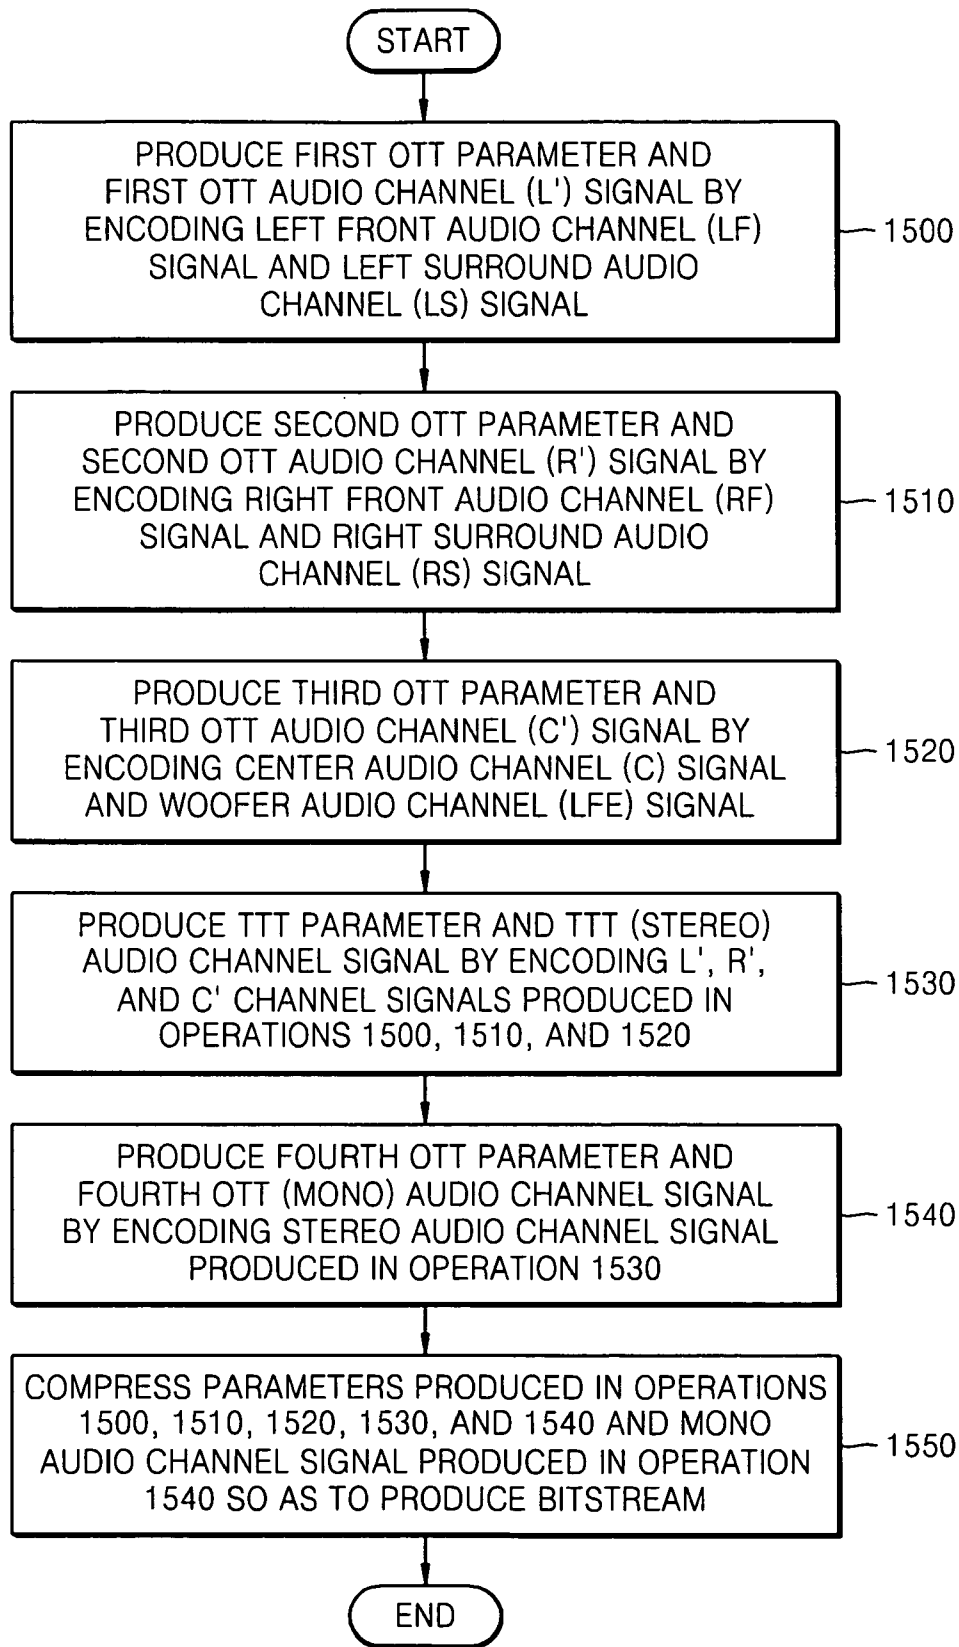 START
PRODUCE FIRST OTT PARAMETER AND
FIRST OTT AUDIO CHANNEL (L') SIGNAL BY
ENCODING LEFT FRONT AUDIO CHANNEL (LF)
SIGNAL AND LEFT SURROUND AUDIO
CHANNEL (LS) SIGNAL
1500
PRODUCE SECOND OTT PARAMETER AND
SECOND OTT AUDIO CHANNEL (R') SIGNAL BY
ENCODING RIGHT FRONT AUDIO CHANNEL (RF)
SIGNAL AND RIGHT SURROUND AUDIO
CHANNEL (RS) SIGNAL
1510
PRODUCE THIRD OTT PARAMETER AND
THIRD OTT AUDIO CHANNEL (C') SIGNAL BY
ENCODING CENTER AUDIO CHANNEL (C) SIGNAL
AND WOOFER AUDIO CHANNEL (LFE) SIGNAL
1520
PRODUCE TTT PARAMETER AND TTT (STEREO)
AUDIO CHANNEL SIGNAL BY ENCODING L', R',
AND C' CHANNEL SIGNALS PRODUCED IN
OPERATIONS 1500, 1510, AND 1520
1530
PRODUCE FOURTH OTT PARAMETER AND
FOURTH OTT (MONO) AUDIO CHANNEL SIGNAL
BY ENCODING STEREO AUDIO CHANNEL SIGNAL
PRODUCED IN OPERATION 1530
1540
COMPRESS PARAMETERS PRODUCED IN OPERATIONS
1500, 1510, 1520, 1530, AND 1540 AND MONO
AUDIO CHANNEL SIGNAL PRODUCED IN OPERATION
1540 SO AS TO PRODUCE BITSTREAM
1550
END